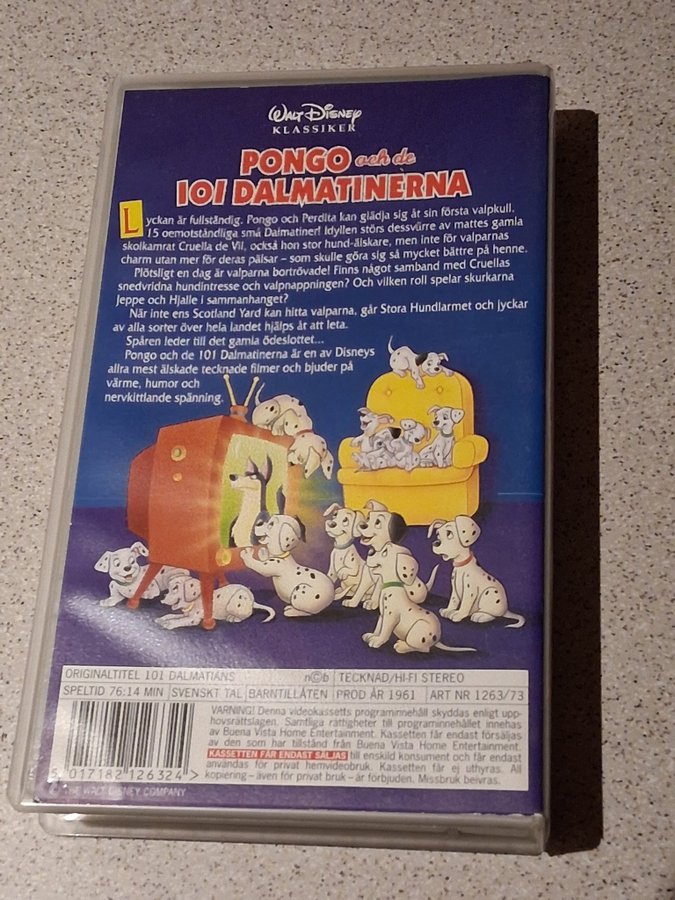 WALT DISNEY
KLASSIKER
PONGO och de
101 DALMATINERNA
Lyckan är fullständig. Pongo och Perdita kan glädja sig åt sin första valpkull.
15 oemotståndliga små Dalmatiner! Idyllen störs dessvärre av mattes gamla
skolkamrat Cruella de Vil, också hon stor hund-älskare, men inte för valparnas
charm utan mer för deras pälsar – som skulle göra sig så mycket bättre på henne.
Plötsligt en dag är valparna bortrövade! Finns något samband med Cruellas
snedvridna hundintresse och valpnappningen? Och vilken roll spelar skurkarna
Jeppe och Hjalle i sammanhanget?
När inte ens Scotland Yard kan hitta valparna, går Stora Hundlarmet och jyckar
av alla sorter över hela landet hjälps åt att leta.
Spåren leder till det gamla ödeslottet...
Pongo och de 101 Dalmatinerna är en av Disneys
allra mest älskade tecknade filmer och bjuder på
värme, humor och
nervkittlande spänning.
ORIGINALTITEL 101 DALMATIANS n©b TECKNAD/HI-FI STEREO
SPELTID 76:14 MIN SVENSKT TAL BARNTILLÅTEN PROD ÅR 1961 ART NR 1263/73
VARNING! Denna videokassetts programinnehåll skyddas enligt upp-
hovsrättslagen. Samtliga rättigheter till programinnehållet innehas
av Buena Vista Home Entertainment. Kassetten får endast försäljas
av den som har tillstånd från Buena Vista Home Entertainment.
KASSETTEN FÅR ENDAST SÄLJAS till enskild konsument och får endast
användas för privat hemvideobruk. Kassetten får ej uthyras. All
kopiering – även för privat bruk – är förbjuden. Missbruk beivras.
5 017182 126324 >
© THE WALT DISNEY COMPANY